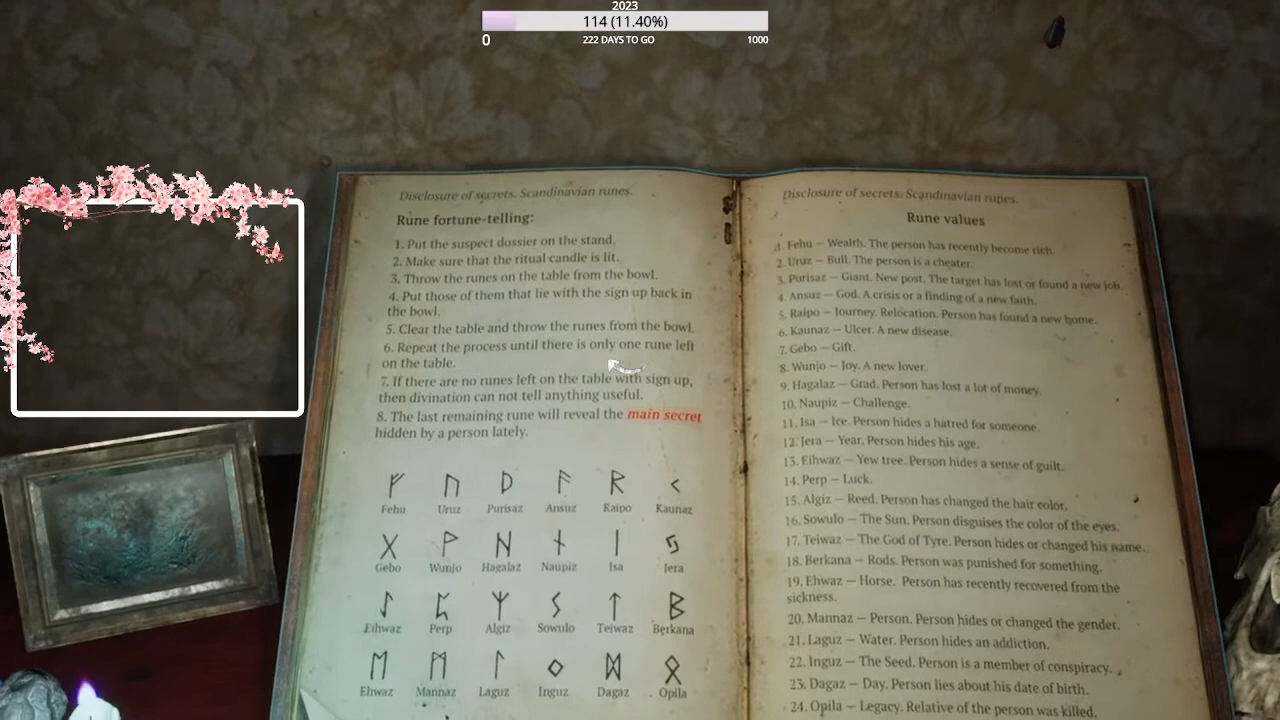 2023
114 (11.40%)
0
222 DAYS TO GO
1000
Disclosure of secrets. Scandinavian runes.
Rune fortune-telling:
1. Put the suspect dossier on the stand.
2. Make sure that the ritual candle is lit.
3. Throw the runes on the table from the bowl.
4. Put those of them that lie with the sign up back in
the bowl.
5. Clear the table and throw the runes from the bowl.
6. Repeat the process until there is only one rune left
on the table.
7. If there are no runes left on the table with sign up,
then divination can not tell anything useful.
8. The last remaining rune will reveal the main secret
hidden by a person lately.
ᚠ ᚢ ᚦ ᚨ ᚱ ᚲ
Fehu Uruz Purisaz Ansuz Raipo Kaunaz
ᚷ ᚹ ᚺ ᚾ ᛁ ᛃ
Gebo Wunjo Hagalaz Naupiz Isa Jera
ᛇ ᛈ ᛉ ᛊ ᛏ ᛒ
Eihwaz Perp Algiz Sowulo Teiwaz Berkana
ᛖ ᛗ ᛚ ᛜ ᛞ ᛟ
Ehwaz Mannaz Laguz Inguz Dagaz Opila
Disclosure of secrets. Scandinavian runes.
Rune values
1. Fehu — Wealth. The person has recently become rich.
2. Uruz — Bull. The person is a cheater.
3. Purisaz — Giant. New post. The target has lost or found a new job.
4. Ansuz — God. A crisis or a finding of a new faith.
5. Raipo — Journey. Relocation. Person has found a new home.
6. Kaunaz — Ulcer. A new disease.
7. Gebo — Gift.
8. Wunjo — Joy. A new lover.
9. Hagalaz — Grad. Person has lost a lot of money.
10. Naupiz — Challenge.
11. Isa — Ice. Person hides a hatred for someone.
12. Jera — Year. Person hides his age.
13. Eihwaz — Yew tree. Person hides a sense of guilt.
14. Perp — Luck.
15. Algiz — Reed. Person has changed the hair color.
16. Sowulo — The Sun. Person disguises the color of the eyes.
17. Teiwaz — The God of Tyre. Person hides or changed his name.
18. Berkana — Rods. Person was punished for something.
19. Ehwaz — Horse. Person has recently recovered from the
sickness.
20. Mannaz — Person. Person hides or changed the gender.
21. Laguz — Water. Person hides an addiction.
22. Inguz — The Seed. Person is a member of conspiracy.
23. Dagaz — Day. Person lies about his date of birth.
24. Opila — Legacy. Relative of the person was killed.